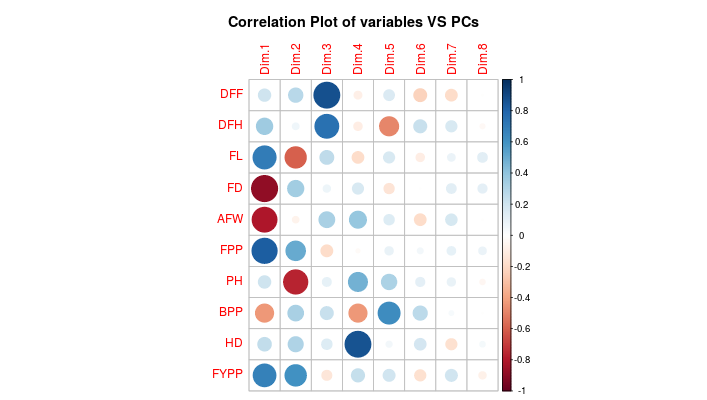 Correlation Plot of variables VS PCs
Dim.1 Dim.2 Dim.3 Dim.4 Dim.5 Dim.6 Dim.7 Dim.8
DFF
DFH
FL
FD
AFW
FPP
PH
BPP
HD
FYPP
1
0.8
0.6
0.4
0.2
0
-0.2
-0.4
-0.6
-0.8
-1